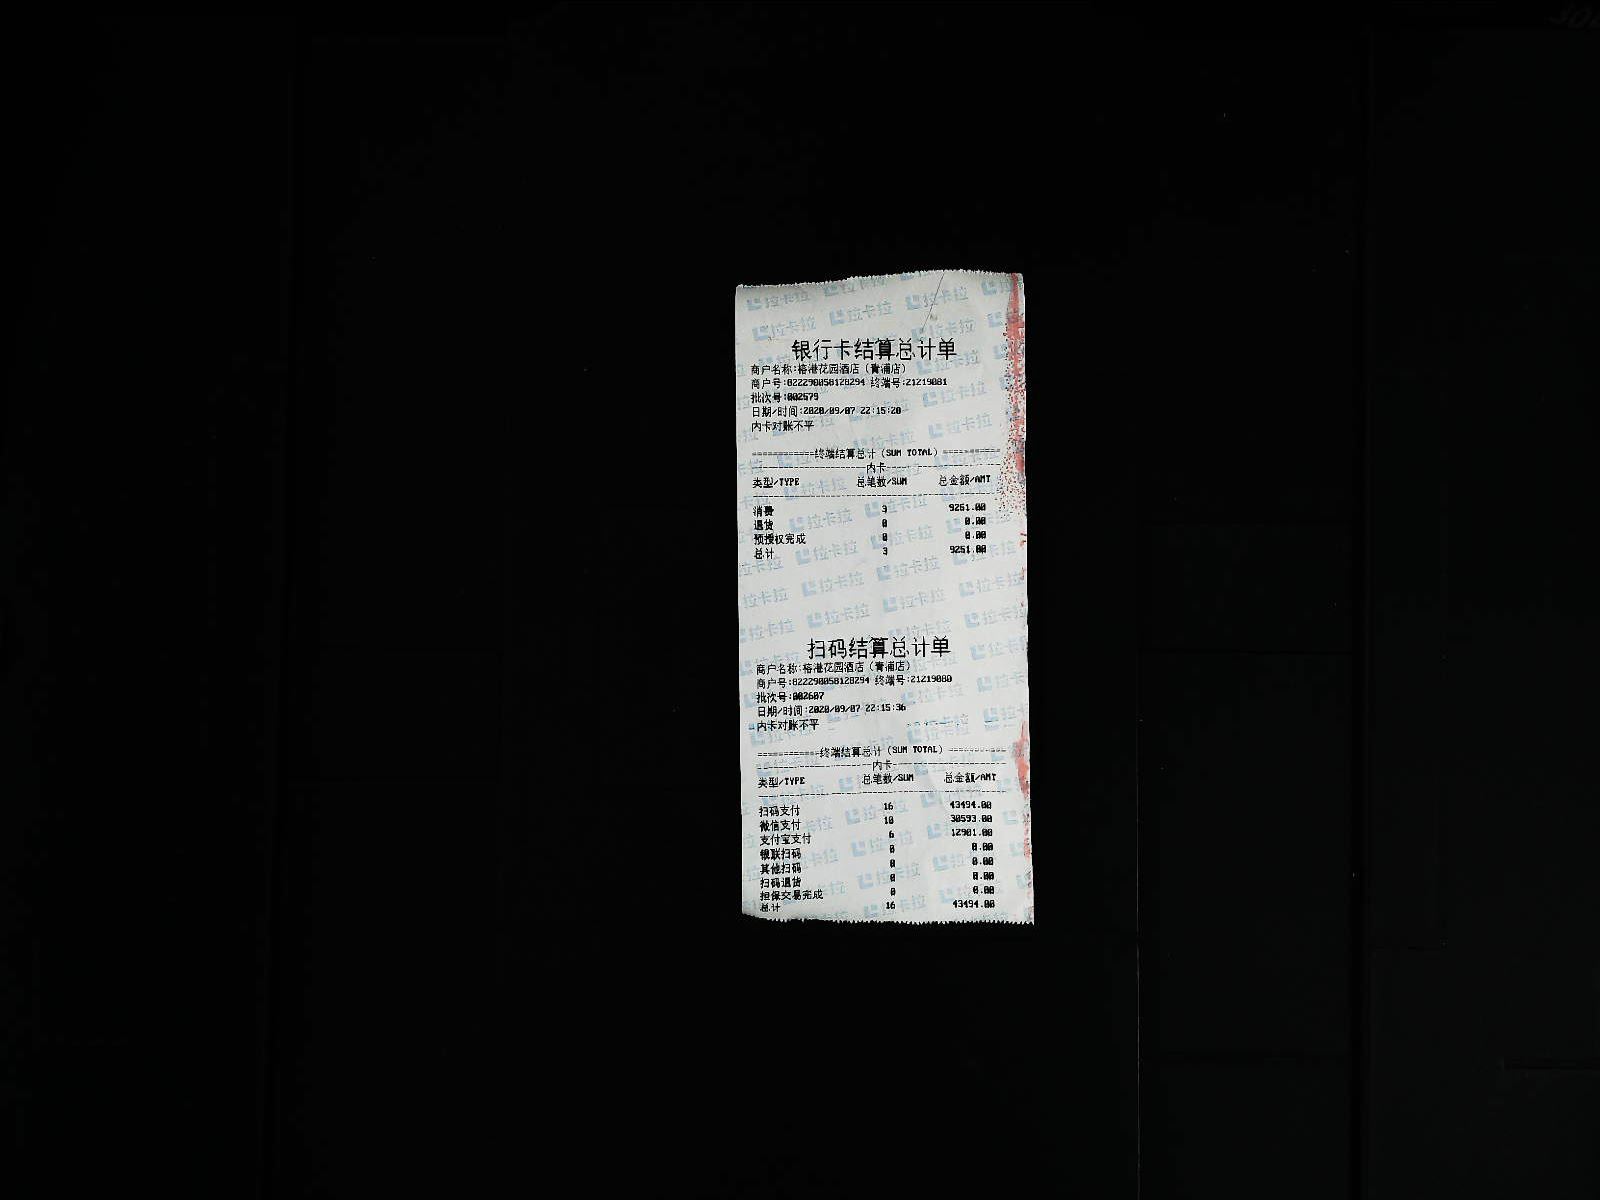 银行卡结算总计单
商户名称:榕港花园酒店（青浦店）
商户号:822290058128294 终端号:21219081
批次号:002579
日期/时间:2020/09/07 22:15:20
内卡对账不平
============终端结算总计(SUM TOTAL)===========
内卡
类型/TYPE 总笔数/SUM 总金额/AMT
消费 3 9251.00
退货 0 0.00
预授权完成 0 0.00
总计 3 9251.00
扫码结算总计单
商户名称:榕港花园酒店（青浦店）
商户号:822290058128294 终端号:21219080
批次号:002607
日期/时间:2020/09/07 22:15:36
内卡对账不平
============终端结算总计(SUM TOTAL)===========
内卡
类型/TYPE 总笔数/SUM 总金额/AMT
扫码支付 16 43494.00
微信支付 10 30593.00
支付宝支付 6 12901.00
银联扫码 0 0.00
其他扫码 0 0.00
扫码退货 0 0.00
担保交易完成 0 0.00
总计 16 43494.00